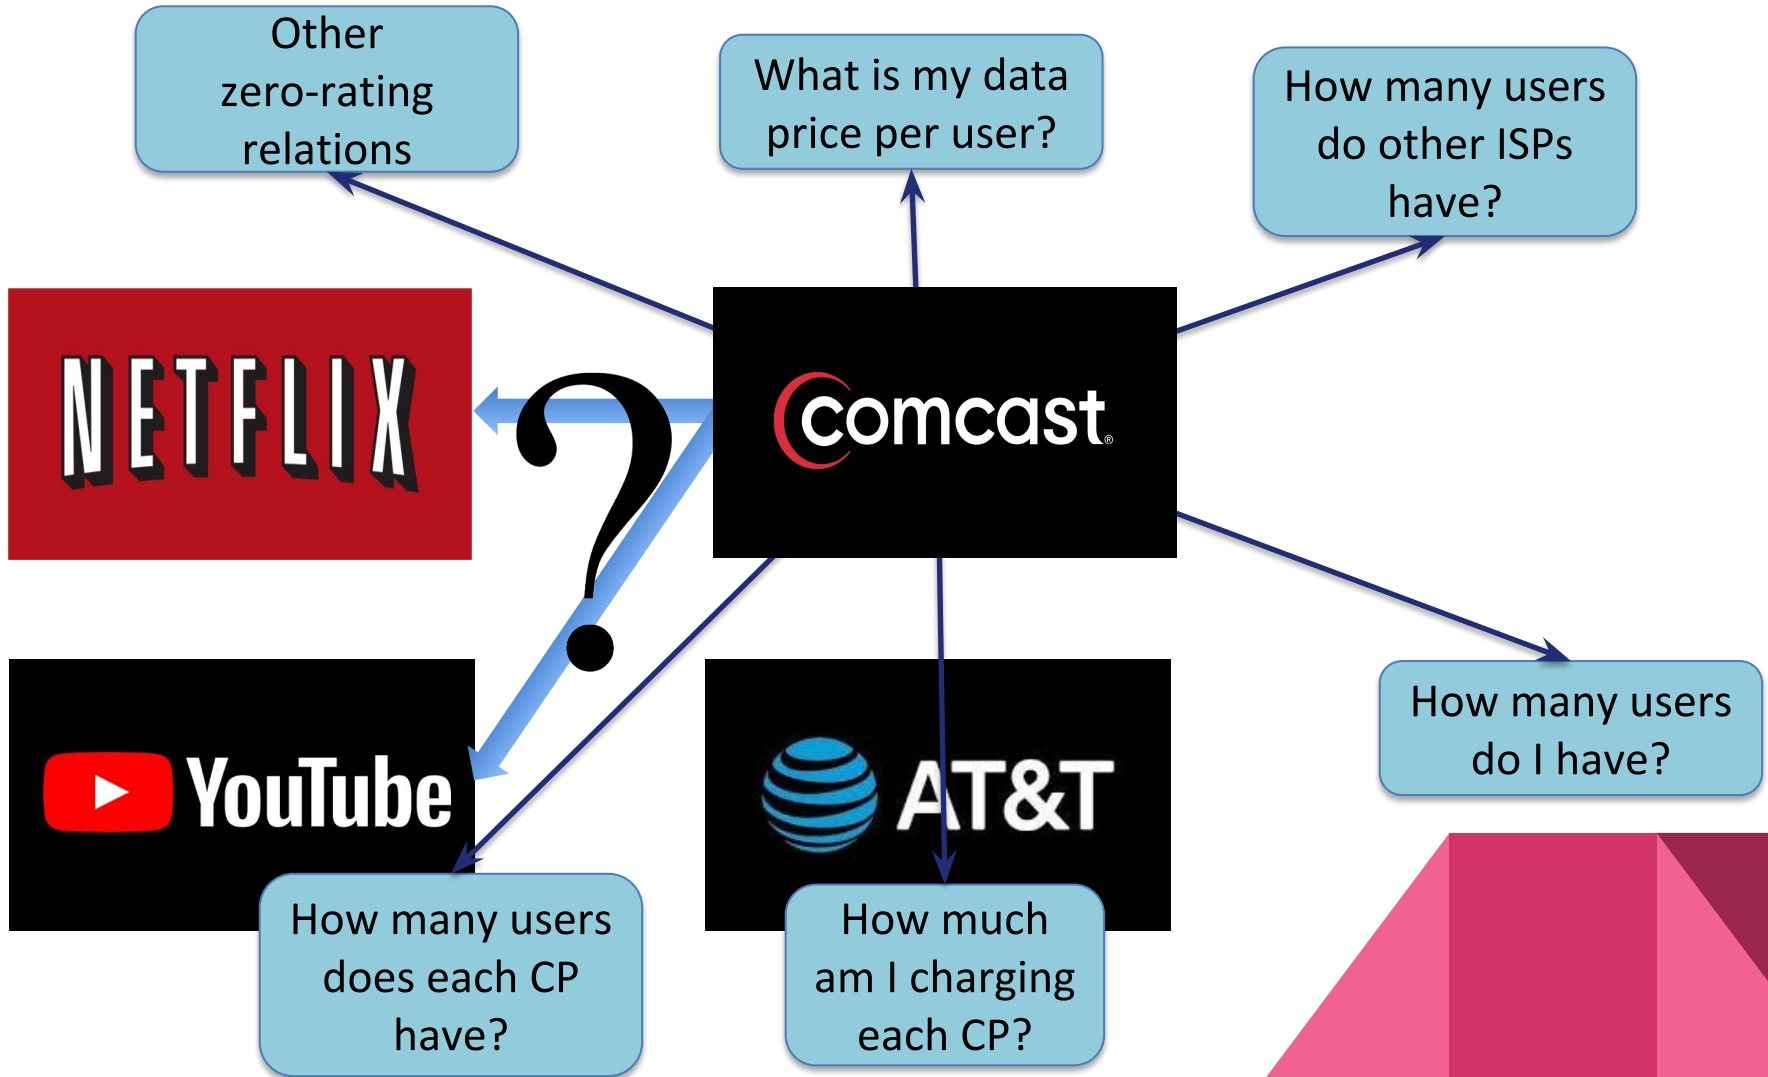 Other
zero-rating
relations
What is my data
price per user?
How many users
do other ISPs
have?
NETFLIX
?
comcast®
YouTube
AT&T
How many users
do I have?
How many users
does each CP
have?
How much
am I charging
each CP?